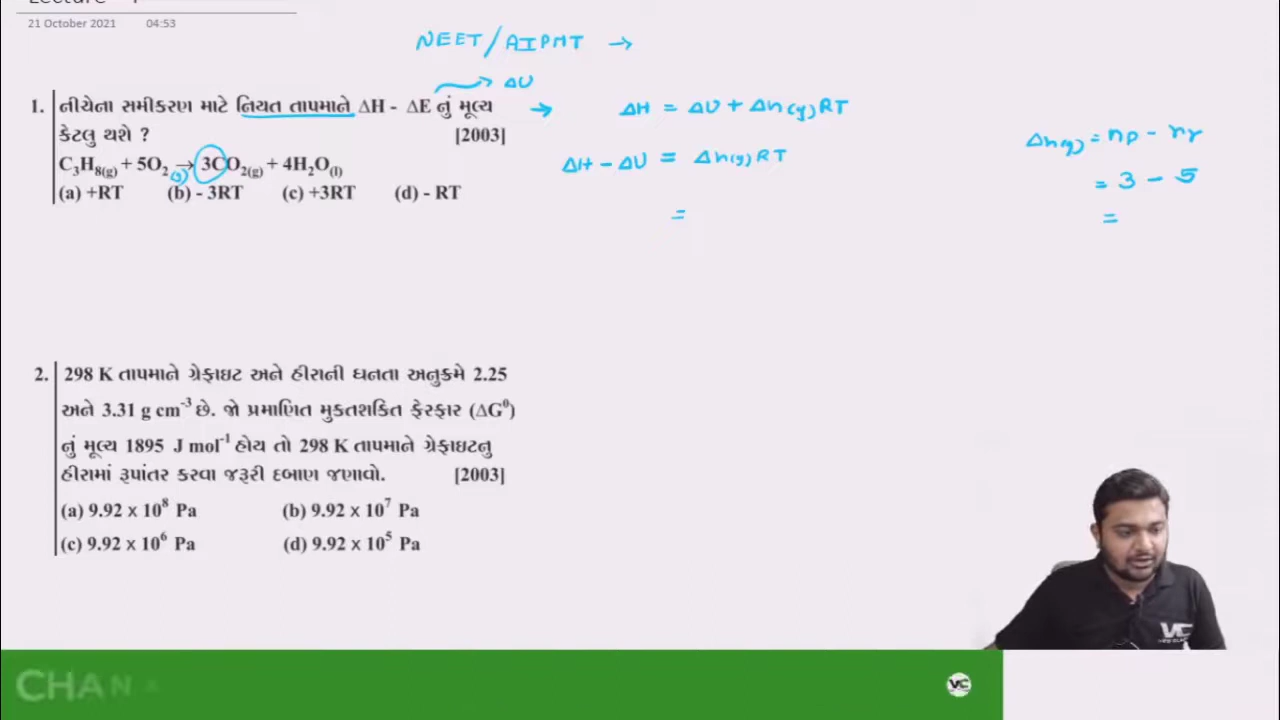 21 October 2021 04:53
NEET/AIPMT →
→ ΔU
1. નીચેના સમીકરણ માટે નિયત તાપમાને ΔH - ΔE નું મૂલ્ય
કેટલુ થશે ? [2003]
C₃H₈₍g₎ + 5O₂ → 3CO₂₍g₎ + 4H₂O₍l₎
(g)
(a) +RT (b) - 3RT (c) +3RT (d) - RT
→ ΔH = ΔU + Δn(g)RT
ΔH - ΔU = Δn(g)RT
=
Δn(g) = np - nr
= 3 - 5
=
2. 298 K તાપમાને ગ્રેફાઇટ અને હીરાની ઘનતા અનુક્રમે 2.25
અને 3.31 g cm⁻³ છે. જો પ્રમાણિત મુક્તશક્તિ ફેરફાર (ΔG⁰)
નું મૂલ્ય 1895 J mol⁻¹ હોય તો 298 K તાપમાને ગ્રેફાઇટનુ
હીરામાં રૂપાંતર કરવા જરૂરી દબાણ જણાવો. [2003]
(a) 9.92 x 10⁸ Pa (b) 9.92 x 10⁷ Pa
(c) 9.92 x 10⁶ Pa (d) 9.92 x 10⁵ Pa
VC
CHANA
VC